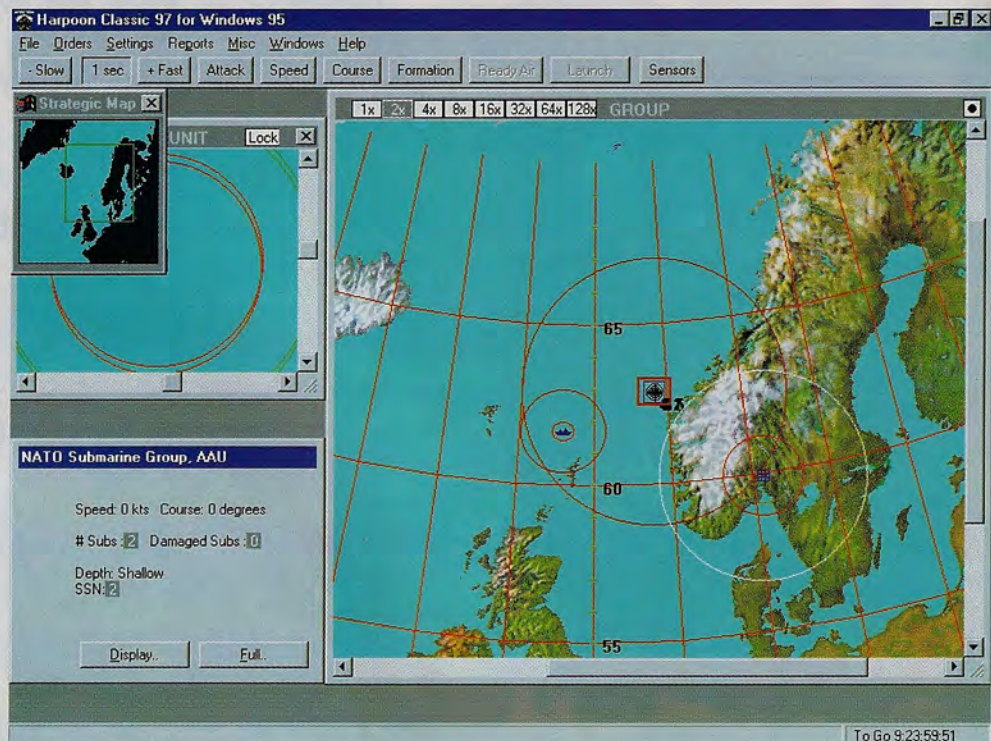 Harpoon Classic 97 for Windows 95
File Orders Settings Reports Misc Windows Help
- Slow 1 sec + Fast Attack Speed Course Formation Ready Air Launch Sensors
Strategic Map
UNIT Lock
1x 2x 4x 8x 16x 32x 64x 128x GROUP
65
60
55
NATO Submarine Group, AAU
Speed: 0 kts Course: 0 degrees
# Subs : 2 Damaged Subs : 0
Depth: Shallow
SSN: 2
Display.. Full..
To Go 9:23:59:51